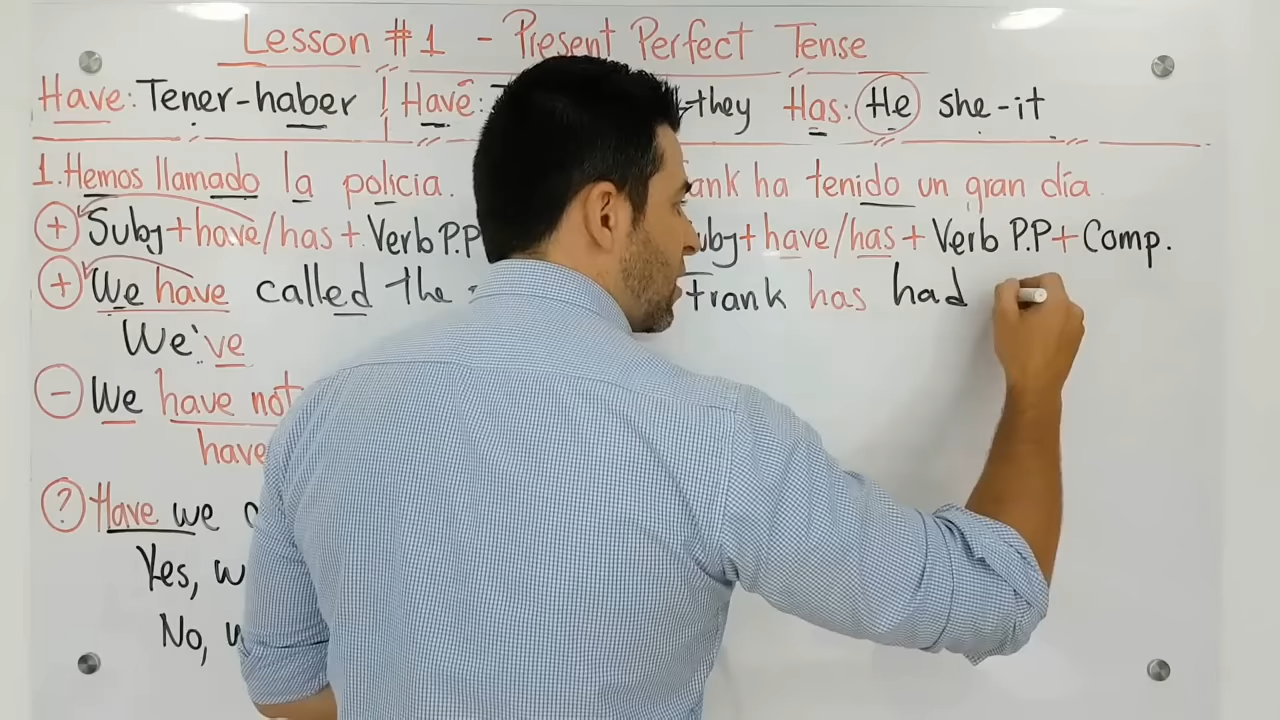 Lesson #1 - Present Perfect Tense
Have: Tener-haber | Have: they Has: He she-it
1. Hemos llamado la policia. ank ha tenido un gran día.
+ Subj+have/has + Verb P.P ubj+have/has + Verb P.P + Comp.
+ We have called the Frank has had
We've
- We have not
have
? Have we
Yes, w
No, w